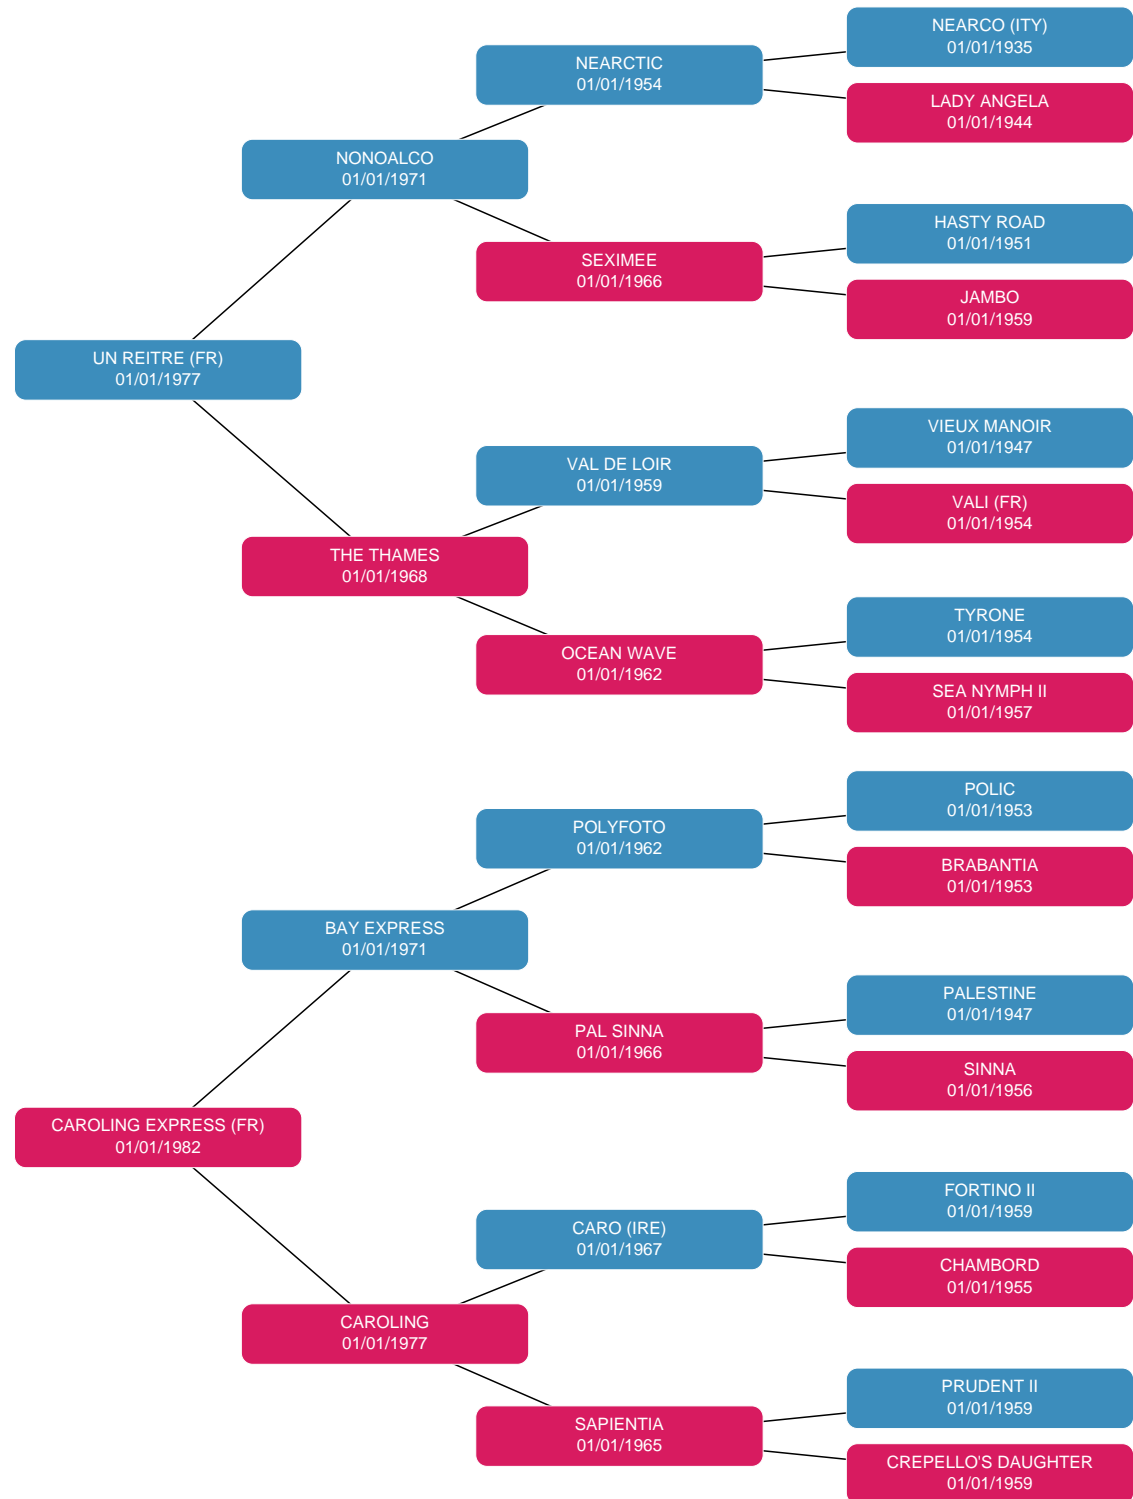 NEARCO (ITY)
01/01/1935
NEARCTIC
01/01/1954
LADY ANGELA
01/01/1944
NONOALCO
01/01/1971
HASTY ROAD
01/01/1951
SEXIMEE
01/01/1966
JAMBO
01/01/1959
UN REITRE (FR)
01/01/1977
VIEUX MANOIR
01/01/1947
VAL DE LOIR
01/01/1959
VALI (FR)
01/01/1954
THE THAMES
01/01/1968
TYRONE
01/01/1954
OCEAN WAVE
01/01/1962
SEA NYMPH II
01/01/1957
POLIC
01/01/1953
POLYFOTO
01/01/1962
BRABANTIA
01/01/1953
BAY EXPRESS
01/01/1971
PALESTINE
01/01/1947
PAL SINNA
01/01/1966
SINNA
01/01/1956
CAROLING EXPRESS (FR)
01/01/1982
FORTINO II
01/01/1959
CARO (IRE)
01/01/1967
CHAMBORD
01/01/1955
CAROLING
01/01/1977
PRUDENT II
01/01/1959
SAPIENTIA
01/01/1965
CREPELLO'S DAUGHTER
01/01/1959